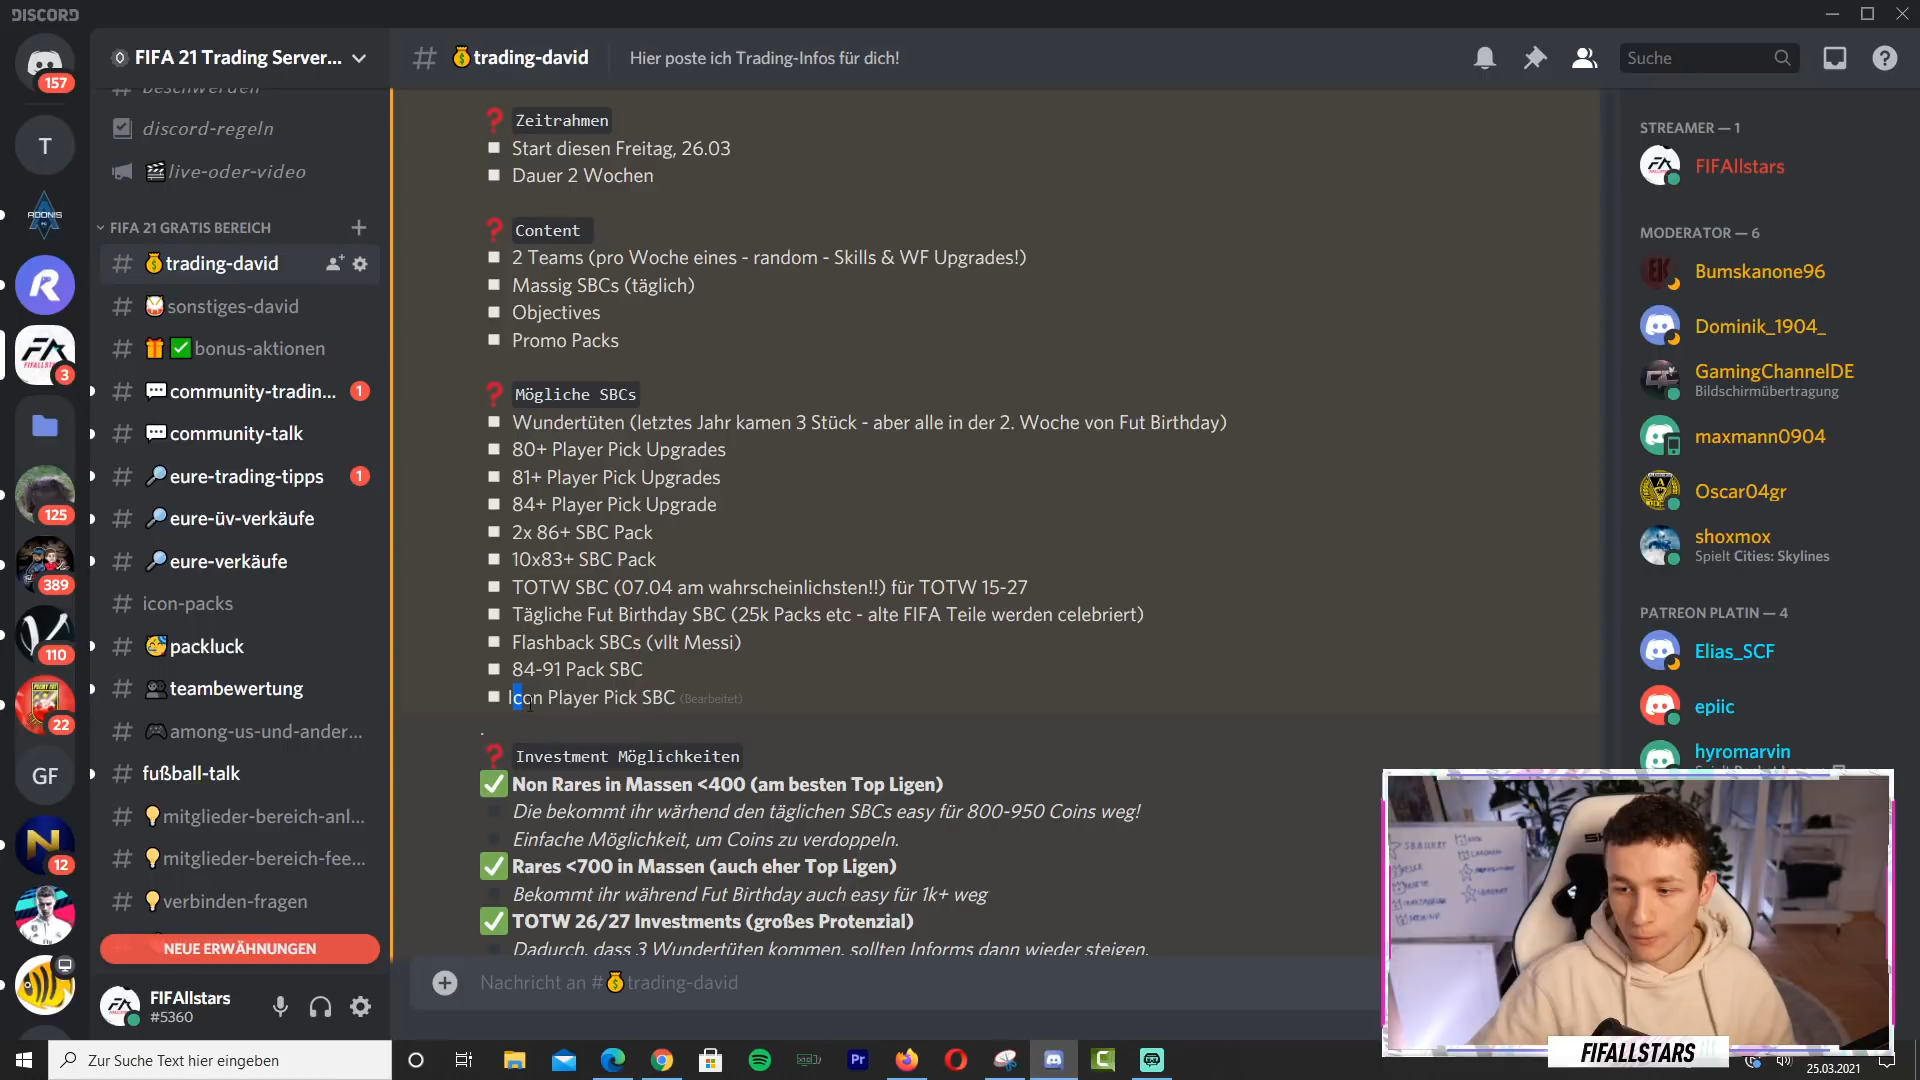 DISCORD
157
T
ADONIS
R
FA
FIFALLSTARS
3
125
389
110
22
GF
N
12
FIFA 21 Trading Server...
beschwerden
discord-regeln
live-oder-video
FIFA 21 GRATIS BEREICH
trading-david
sonstiges-david
bonus-aktionen
community-tradin... 1
community-talk
eure-trading-tipps 1
eure-üv-verkäufe
eure-verkäufe
icon-packs
packluck
teambewertung
among-us-und-ander...
fußball-talk
mitglieder-bereich-anl...
mitglieder-bereich-fee...
verbinden-fragen
NEUE ERWÄHNUNGEN
FIFAllstars
#5360
trading-david
Hier poste ich Trading-Infos für dich!
Suche
Zeitrahmen
Start diesen Freitag, 26.03
Dauer 2 Wochen
Content
2 Teams (pro Woche eines - random - Skills & WF Upgrades!)
Massig SBCs (täglich)
Objectives
Promo Packs
Mögliche SBCs
Wundertüten (letztes Jahr kamen 3 Stück - aber alle in der 2. Woche von Fut Birthday)
80+ Player Pick Upgrades
81+ Player Pick Upgrades
84+ Player Pick Upgrade
2x 86+ SBC Pack
10x83+ SBC Pack
TOTW SBC (07.04 am wahrscheinlichsten!!) für TOTW 15-27
Tägliche Fut Birthday SBC (25k Packs etc - alte FIFA Teile werden celebriert)
Flashback SBCs (vllt Messi)
84-91 Pack SBC
Icon Player Pick SBC (Bearbeitet)
.
Investment Möglichkeiten
Non Rares in Massen <400 (am besten Top Ligen)
Die bekommt ihr wärhend den täglichen SBCs easy für 800-950 Coins weg!
Einfache Möglichkeit, um Coins zu verdoppeln.
Rares <700 in Massen (auch eher Top Ligen)
Bekommt ihr während Fut Birthday auch easy für 1k+ weg
TOTW 26/27 Investments (großes Protenzial)
Dadurch, dass 3 Wundertüten kommen, sollten Informs dann wieder steigen.
Nachricht an #trading-david
STREAMER — 1
FIFAllstars
MODERATOR — 6
Bumskanone96
Dominik_1904_
GamingChannelDE
Bildschirmübertragung
maxmann0904
Oscar04gr
shoxmox
Spielt Cities: Skylines
PATREON PLATIN — 4
Elias_SCF
epiic
hyromarvin
FIFALLSTARS
Zur Suche Text hier eingeben
Pr
25.03.2021